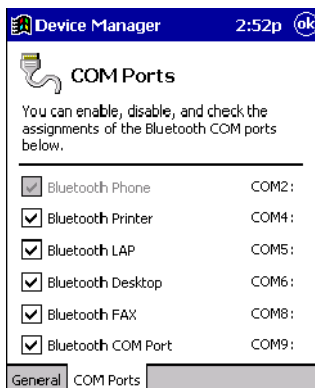 Device Manager 2:52p ok
COM Ports
You can enable, disable, and check the
assignments of the Bluetooth COM ports
below.
Bluetooth Phone COM2:
Bluetooth Printer COM4:
Bluetooth LAP COM5:
Bluetooth Desktop COM6:
Bluetooth FAX COM8:
Bluetooth COM Port COM9:
General COM Ports